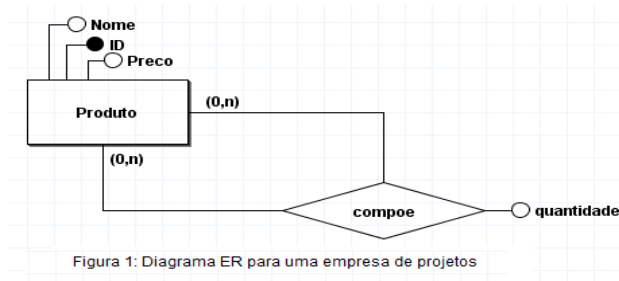 Nome
ID
Preco
Produto
(0,n)
(0,n)
compoe
quantidade
Figura 1: Diagrama ER para uma empresa de projetos